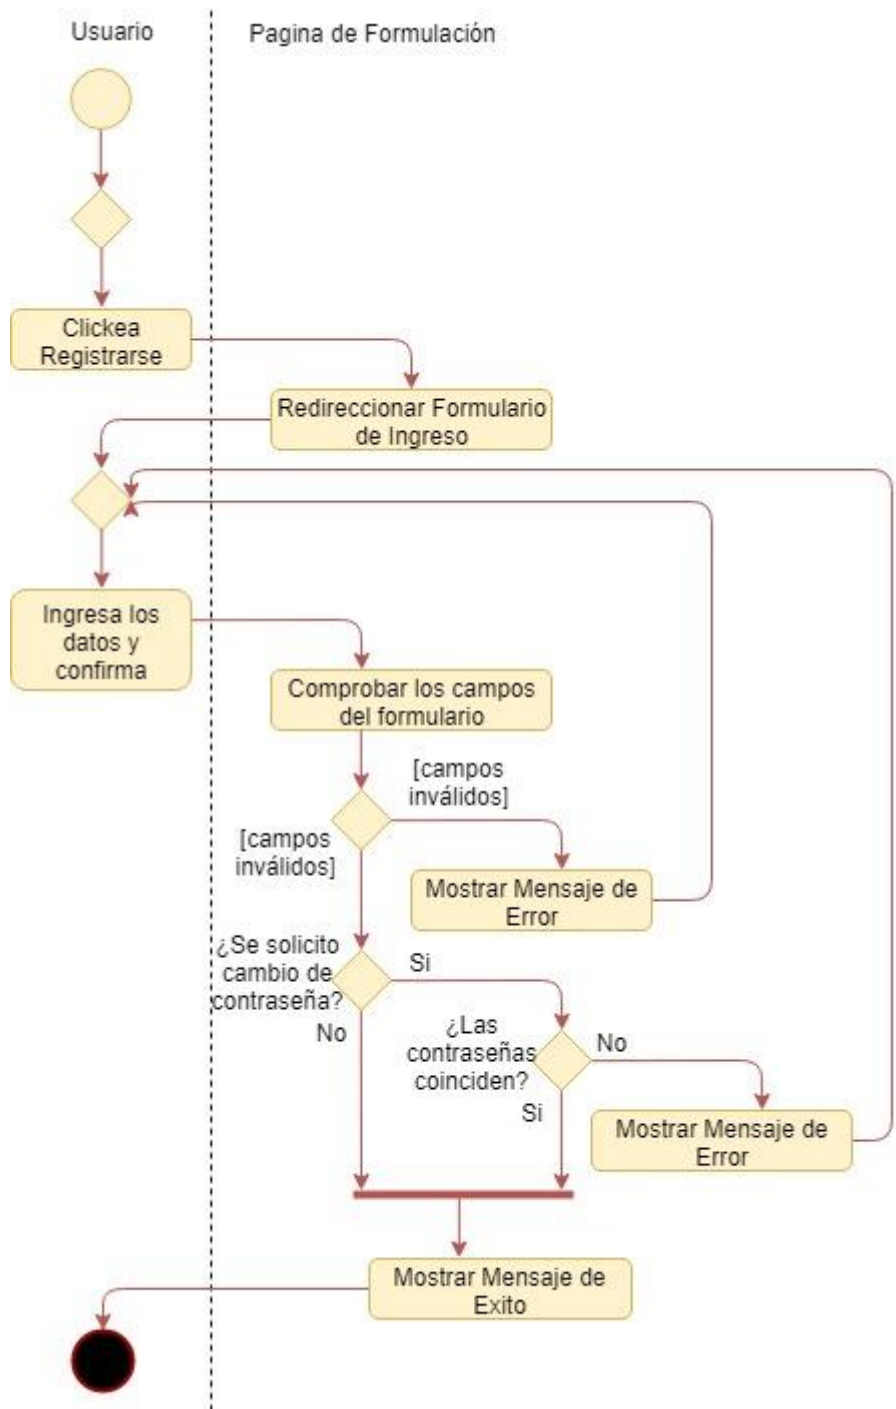 Usuario
Pagina de Formulación
Clickea
Registrarse
Redireccionar Formulario
de Ingreso
Ingresa los
datos y
confirma
Comprobar los campos
del formulario
[campos
inválidos]
[campos
inválidos]
Mostrar Mensaje de
Error
¿Se solicito
cambio de
contraseña?
Si
No
¿Las
contraseñas
coinciden?
No
Si
Mostrar Mensaje de
Error
Mostrar Mensaje de
Exito